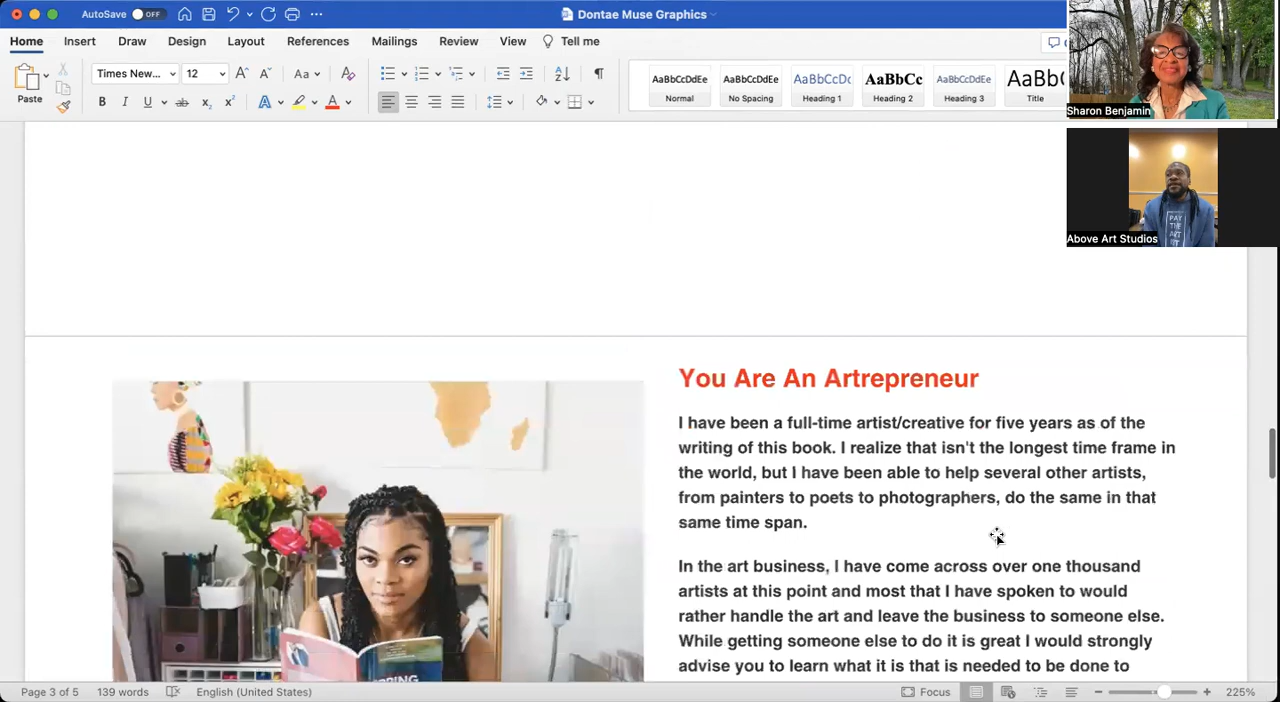 AutoSave OFF
Dontae Muse Graphics
Home Insert Draw Design Layout References Mailings Review View Tell me
Paste
Times New... 12
Aa
AaBbCcDdEe AaBbCcDdEe AaBbCcDc AaBbCc AaBbCcDdEe AaBbC
Normal No Spacing Heading 1 Heading 2 Heading 3 Title
Sharon Benjamin
PAY
THE
ART
Above Art Studios
You Are An Artrepreneur
I have been a full-time artist/creative for five years as of the
writing of this book. I realize that isn't the longest time frame in
the world, but I have been able to help several other artists,
from painters to poets to photographers, do the same in that
same time span.
In the art business, I have come across over one thousand
artists at this point and most that I have spoken to would
rather handle the art and leave the business to someone else.
While getting someone else to do it is great I would strongly
advise you to learn what it is that is needed to be done to
Page 3 of 5 139 words English (United States) Focus 225%